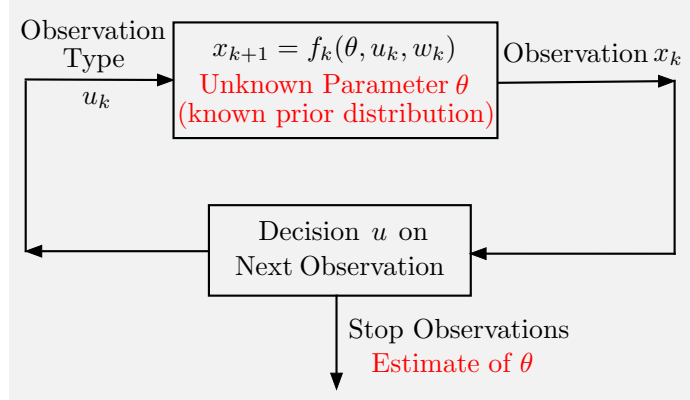 Observation
Type
u_k
x_{k+1} = f_k(θ, u_k, w_k)
Unknown Parameter θ
(known prior distribution)
Observation x_k
Decision u on
Next Observation
Stop Observations
Estimate of θ